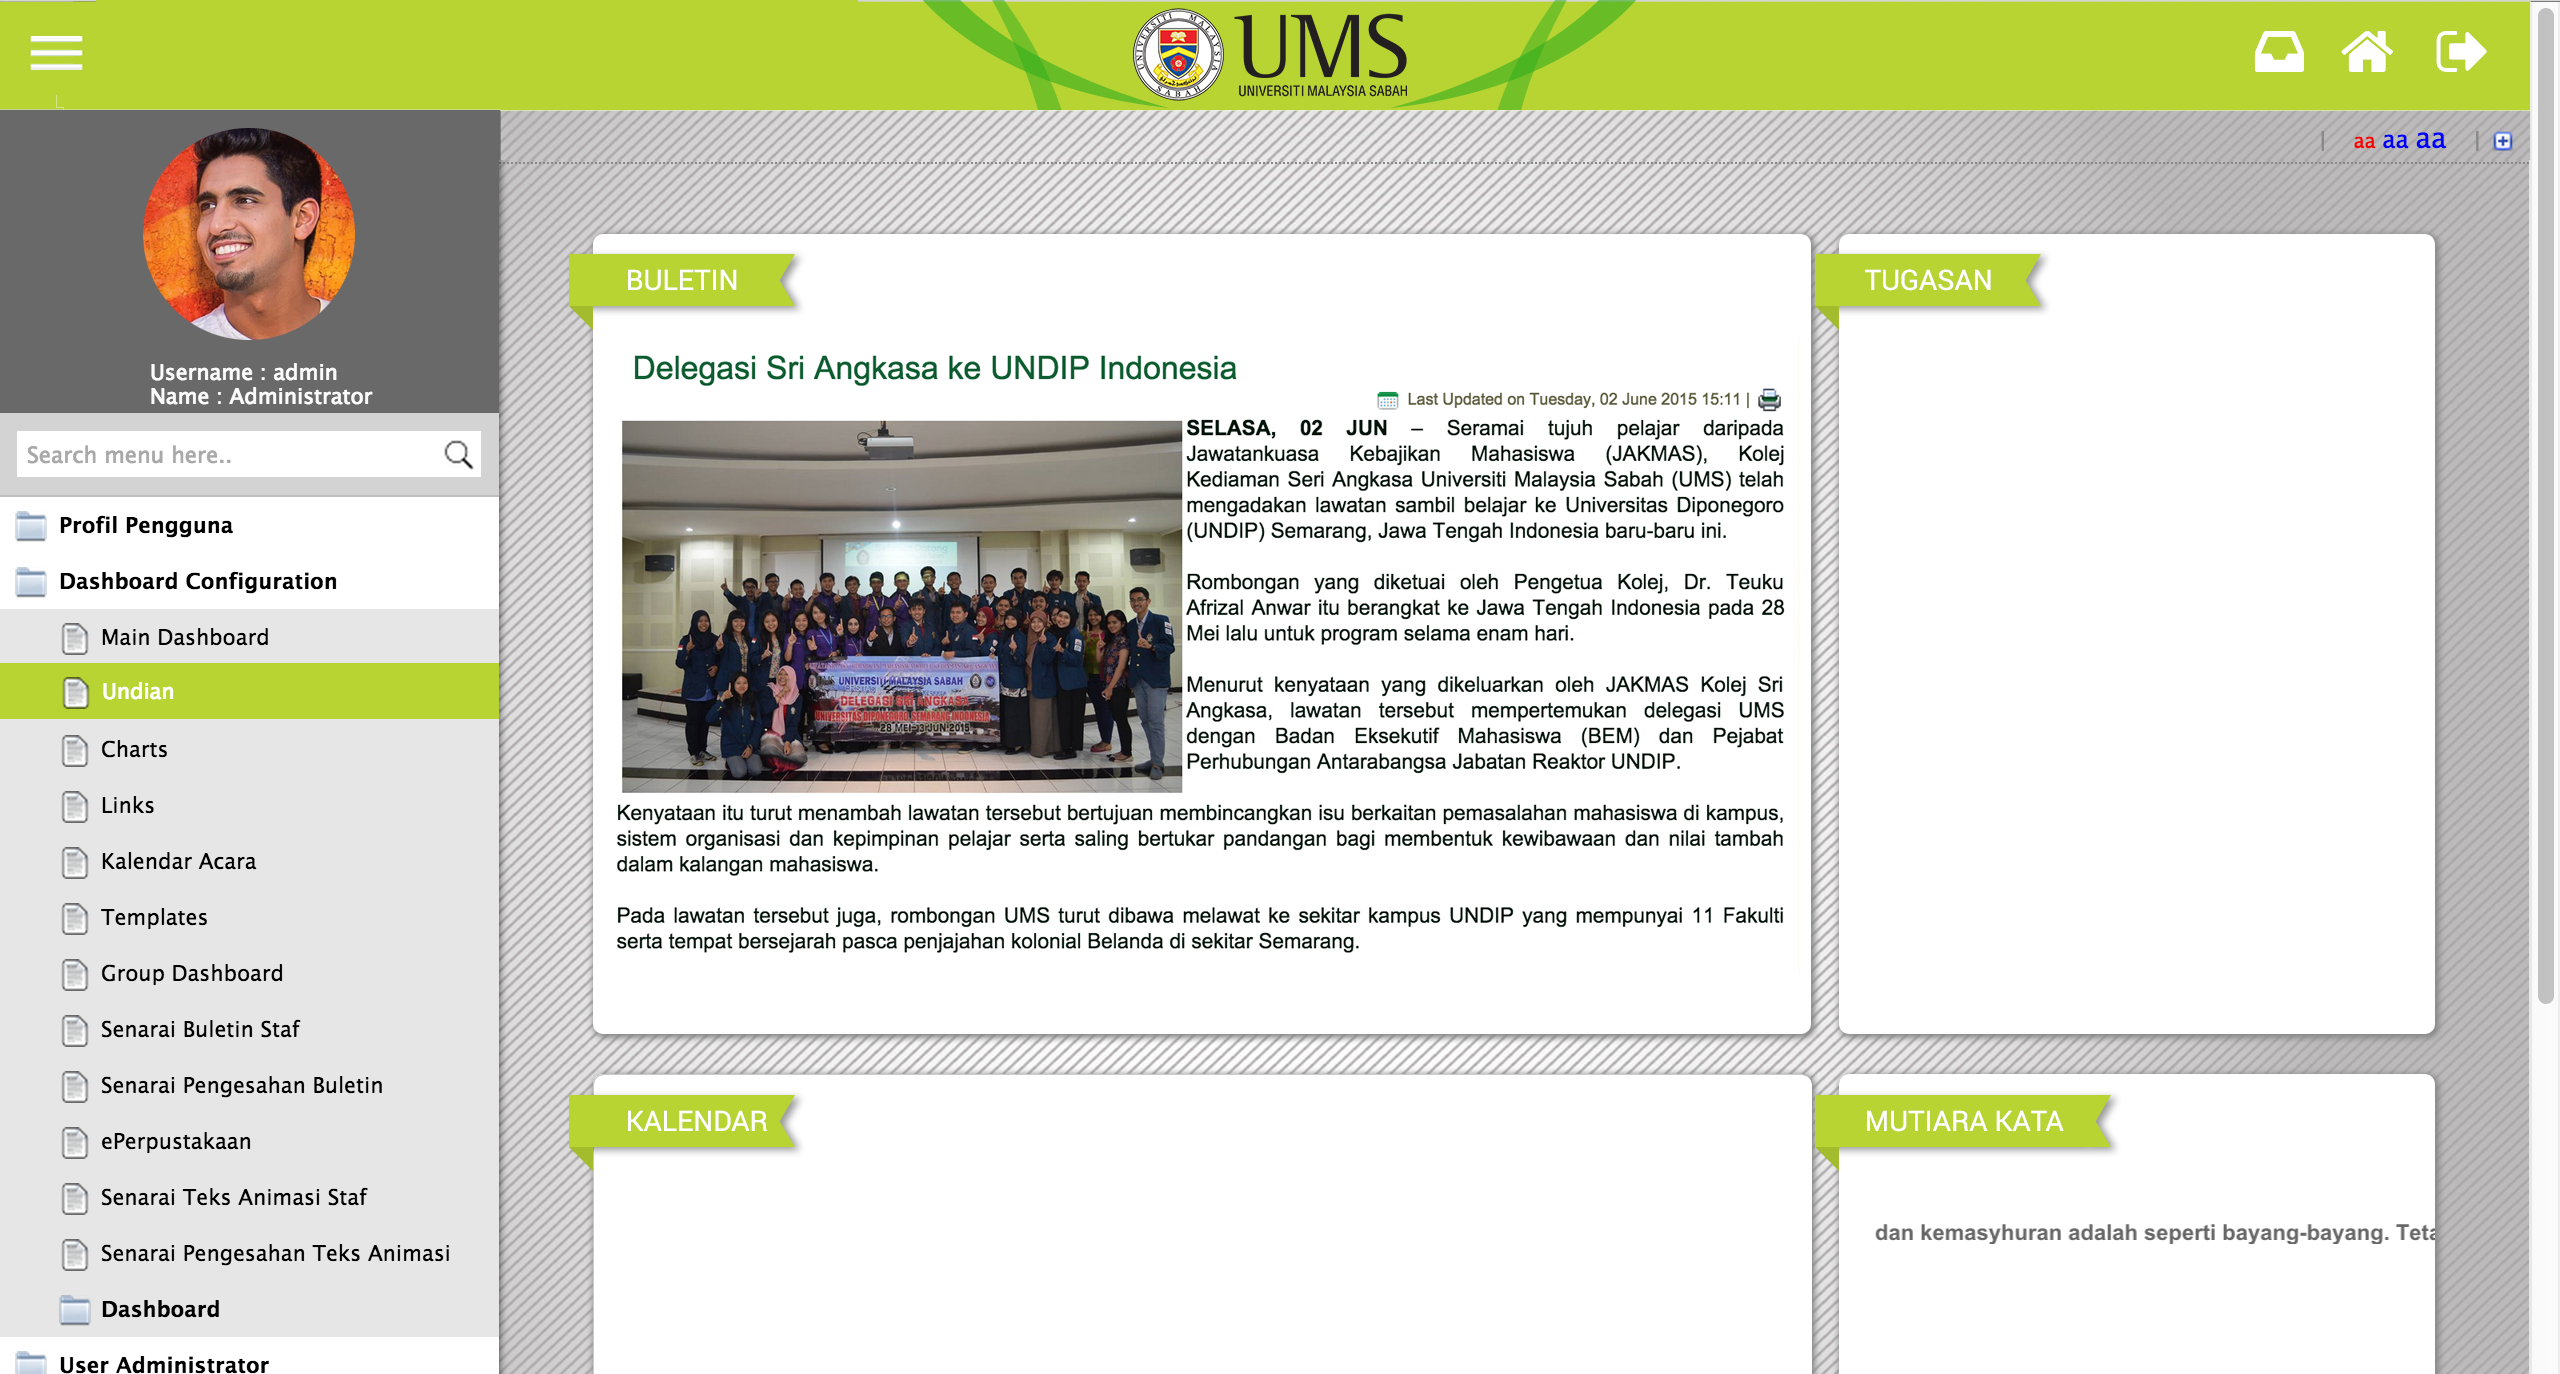 UMS
UNIVERSITI MALAYSIA SABAH
UNIVERSITI MALAYSIA
SABAH
aa aa aa
Username : admin
Name : Administrator
Search menu here..
Profil Pengguna
Dashboard Configuration
Main Dashboard
Undian
Charts
Links
Kalendar Acara
Templates
Group Dashboard
Senarai Buletin Staf
Senarai Pengesahan Buletin
ePerpustakaan
Senarai Teks Animasi Staf
Senarai Pengesahan Teks Animasi
Dashboard
User Administrator
BULETIN
Delegasi Sri Angkasa ke UNDIP Indonesia
Last Updated on Tuesday, 02 June 2015 15:11 |
SELASA, 02 JUN – Seramai tujuh pelajar daripada
Jawatankuasa Kebajikan Mahasiswa (JAKMAS), Kolej
Kediaman Seri Angkasa Universiti Malaysia Sabah (UMS) telah
mengadakan lawatan sambil belajar ke Universitas Diponegoro
(UNDIP) Semarang, Jawa Tengah Indonesia baru-baru ini.
Rombongan yang diketuai oleh Pengetua Kolej, Dr. Teuku
Afrizal Anwar itu berangkat ke Jawa Tengah Indonesia pada 28
Mei lalu untuk program selama enam hari.
Menurut kenyataan yang dikeluarkan oleh JAKMAS Kolej Sri
Angkasa, lawatan tersebut mempertemukan delegasi UMS
dengan Badan Eksekutif Mahasiswa (BEM) dan Pejabat
Perhubungan Antarabangsa Jabatan Reaktor UNDIP.
UNIVERSITI MALAYSIA SABAH
DELEGASI SRI ANGKASA
UNIVERSITAS DIPONEGORO, SEMARANG INDONESIA
28 MEI - 3 JUN 2015
Kenyataan itu turut menambah lawatan tersebut bertujuan membincangkan isu berkaitan pemasalahan mahasiswa di kampus,
sistem organisasi dan kepimpinan pelajar serta saling bertukar pandangan bagi membentuk kewibawaan dan nilai tambah
dalam kalangan mahasiswa.
Pada lawatan tersebut juga, rombongan UMS turut dibawa melawat ke sekitar kampus UNDIP yang mempunyai 11 Fakulti
serta tempat bersejarah pasca penjajahan kolonial Belanda di sekitar Semarang.
TUGASAN
KALENDAR
MUTIARA KATA
dan kemasyhuran adalah seperti bayang-bayang. Teta